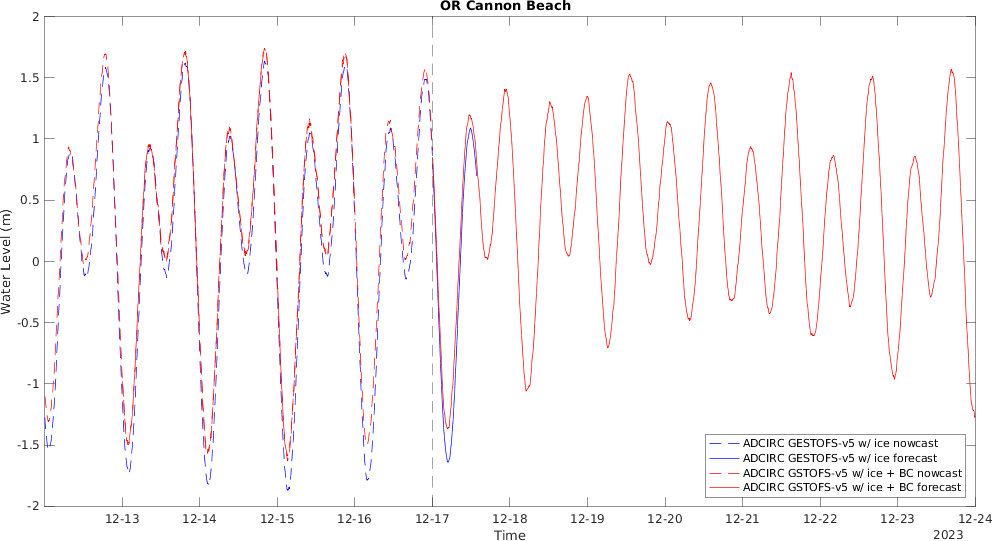 OR Cannon Beach
2
1.5
1
0.5
0
-0.5
-1
-1.5
-2
Water Level (m)
ADCIRC GESTOFS-v5 w/ ice nowcast
ADCIRC GESTOFS-v5 w/ ice forecast
ADCIRC GSTOFS-v5 w/ ice + BC nowcast
ADCIRC GSTOFS-v5 w/ ice + BC forecast
12-13 12-14 12-15 12-16 12-17 12-18 12-19 12-20 12-21 12-22 12-23 12-24
Time
2023